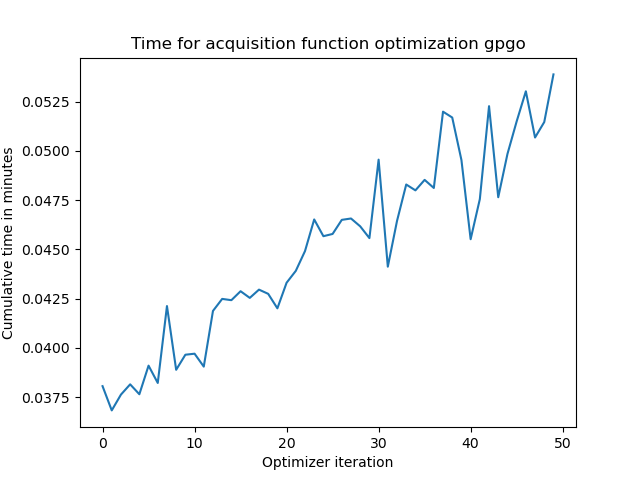 Time for acquisition function optimization gpgo
Cumulative time in minutes
0.0525
0.0500
0.0475
0.0450
0.0425
0.0400
0.0375
0 10 20 30 40 50
Optimizer iteration